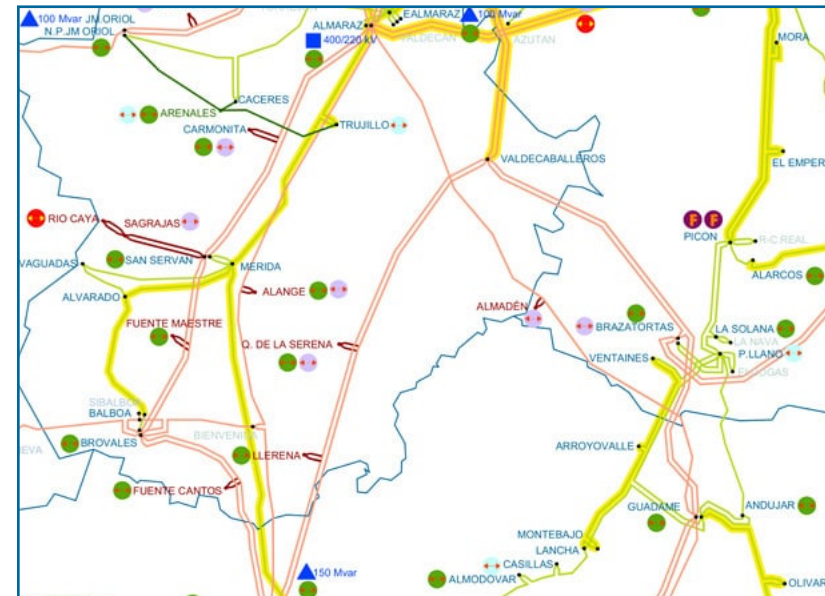 100 Mvar JM ORIOL
N.P.JM ORIOL
ALMARAZ
EALMARAZ
100 Mvar
VALDECAN
AZUTAN
400/220 kV
MORA
CACERES
ARENALES
CARMONITA
TRUJILLO
VALDECABALLEROS
EL EMPER
RIO CAYA
SAGRAJAS
F F
PICON
R-C.REAL
VAGUADAS
SAN SERVAN
MERIDA
ALARCOS
ALVARADO
ALANGE
ALMADÉN
FUENTE MAESTRE
BRAZATORTAS
LA SOLANA
LA NAVA
Q. DE LA SERENA
VENTAINES
P.LLANO
BALBOA
BIENVENIDA
BROVALES
LLERENA
ARROYOVALLE
FUENTE CANTOS
GUADAME
ANDUJAR
MONTEBAJO
LANCHA
150 Mvar
CASILLAS
ALMODOVAR
OLIVAR